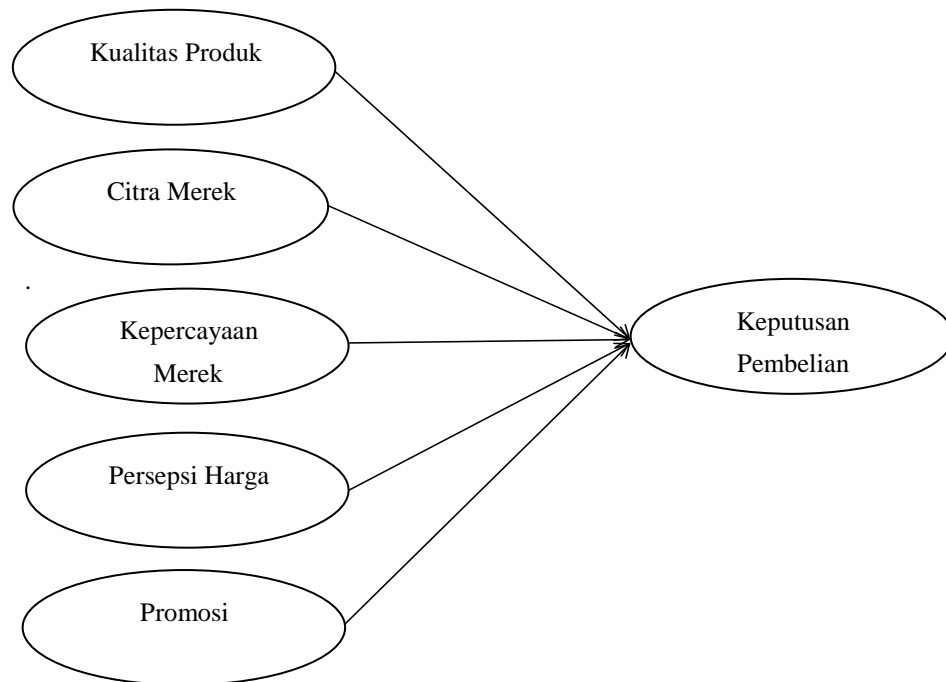 Kualitas Produk
Citra Merek
.
Kepercayaan
Merek
Keputusan
Pembelian
Persepsi Harga
Promosi